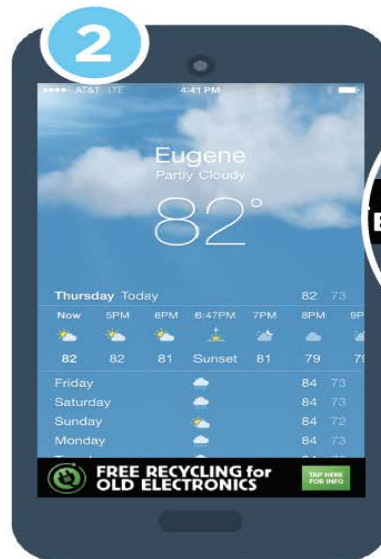 2
AT&T LTE 4:41 PM
Eugene
Partly Cloudy
82°
Thursday Today 82 73
Now 5PM 6PM 6:47PM 7PM 8PM 9P
82 82 81 Sunset 81 79
Friday 84 73
Saturday 84 73
Sunday 84 72
Monday 84 73
FREE RECYCLING for
OLD ELECTRONICS
TAP HERE
FOR INFO